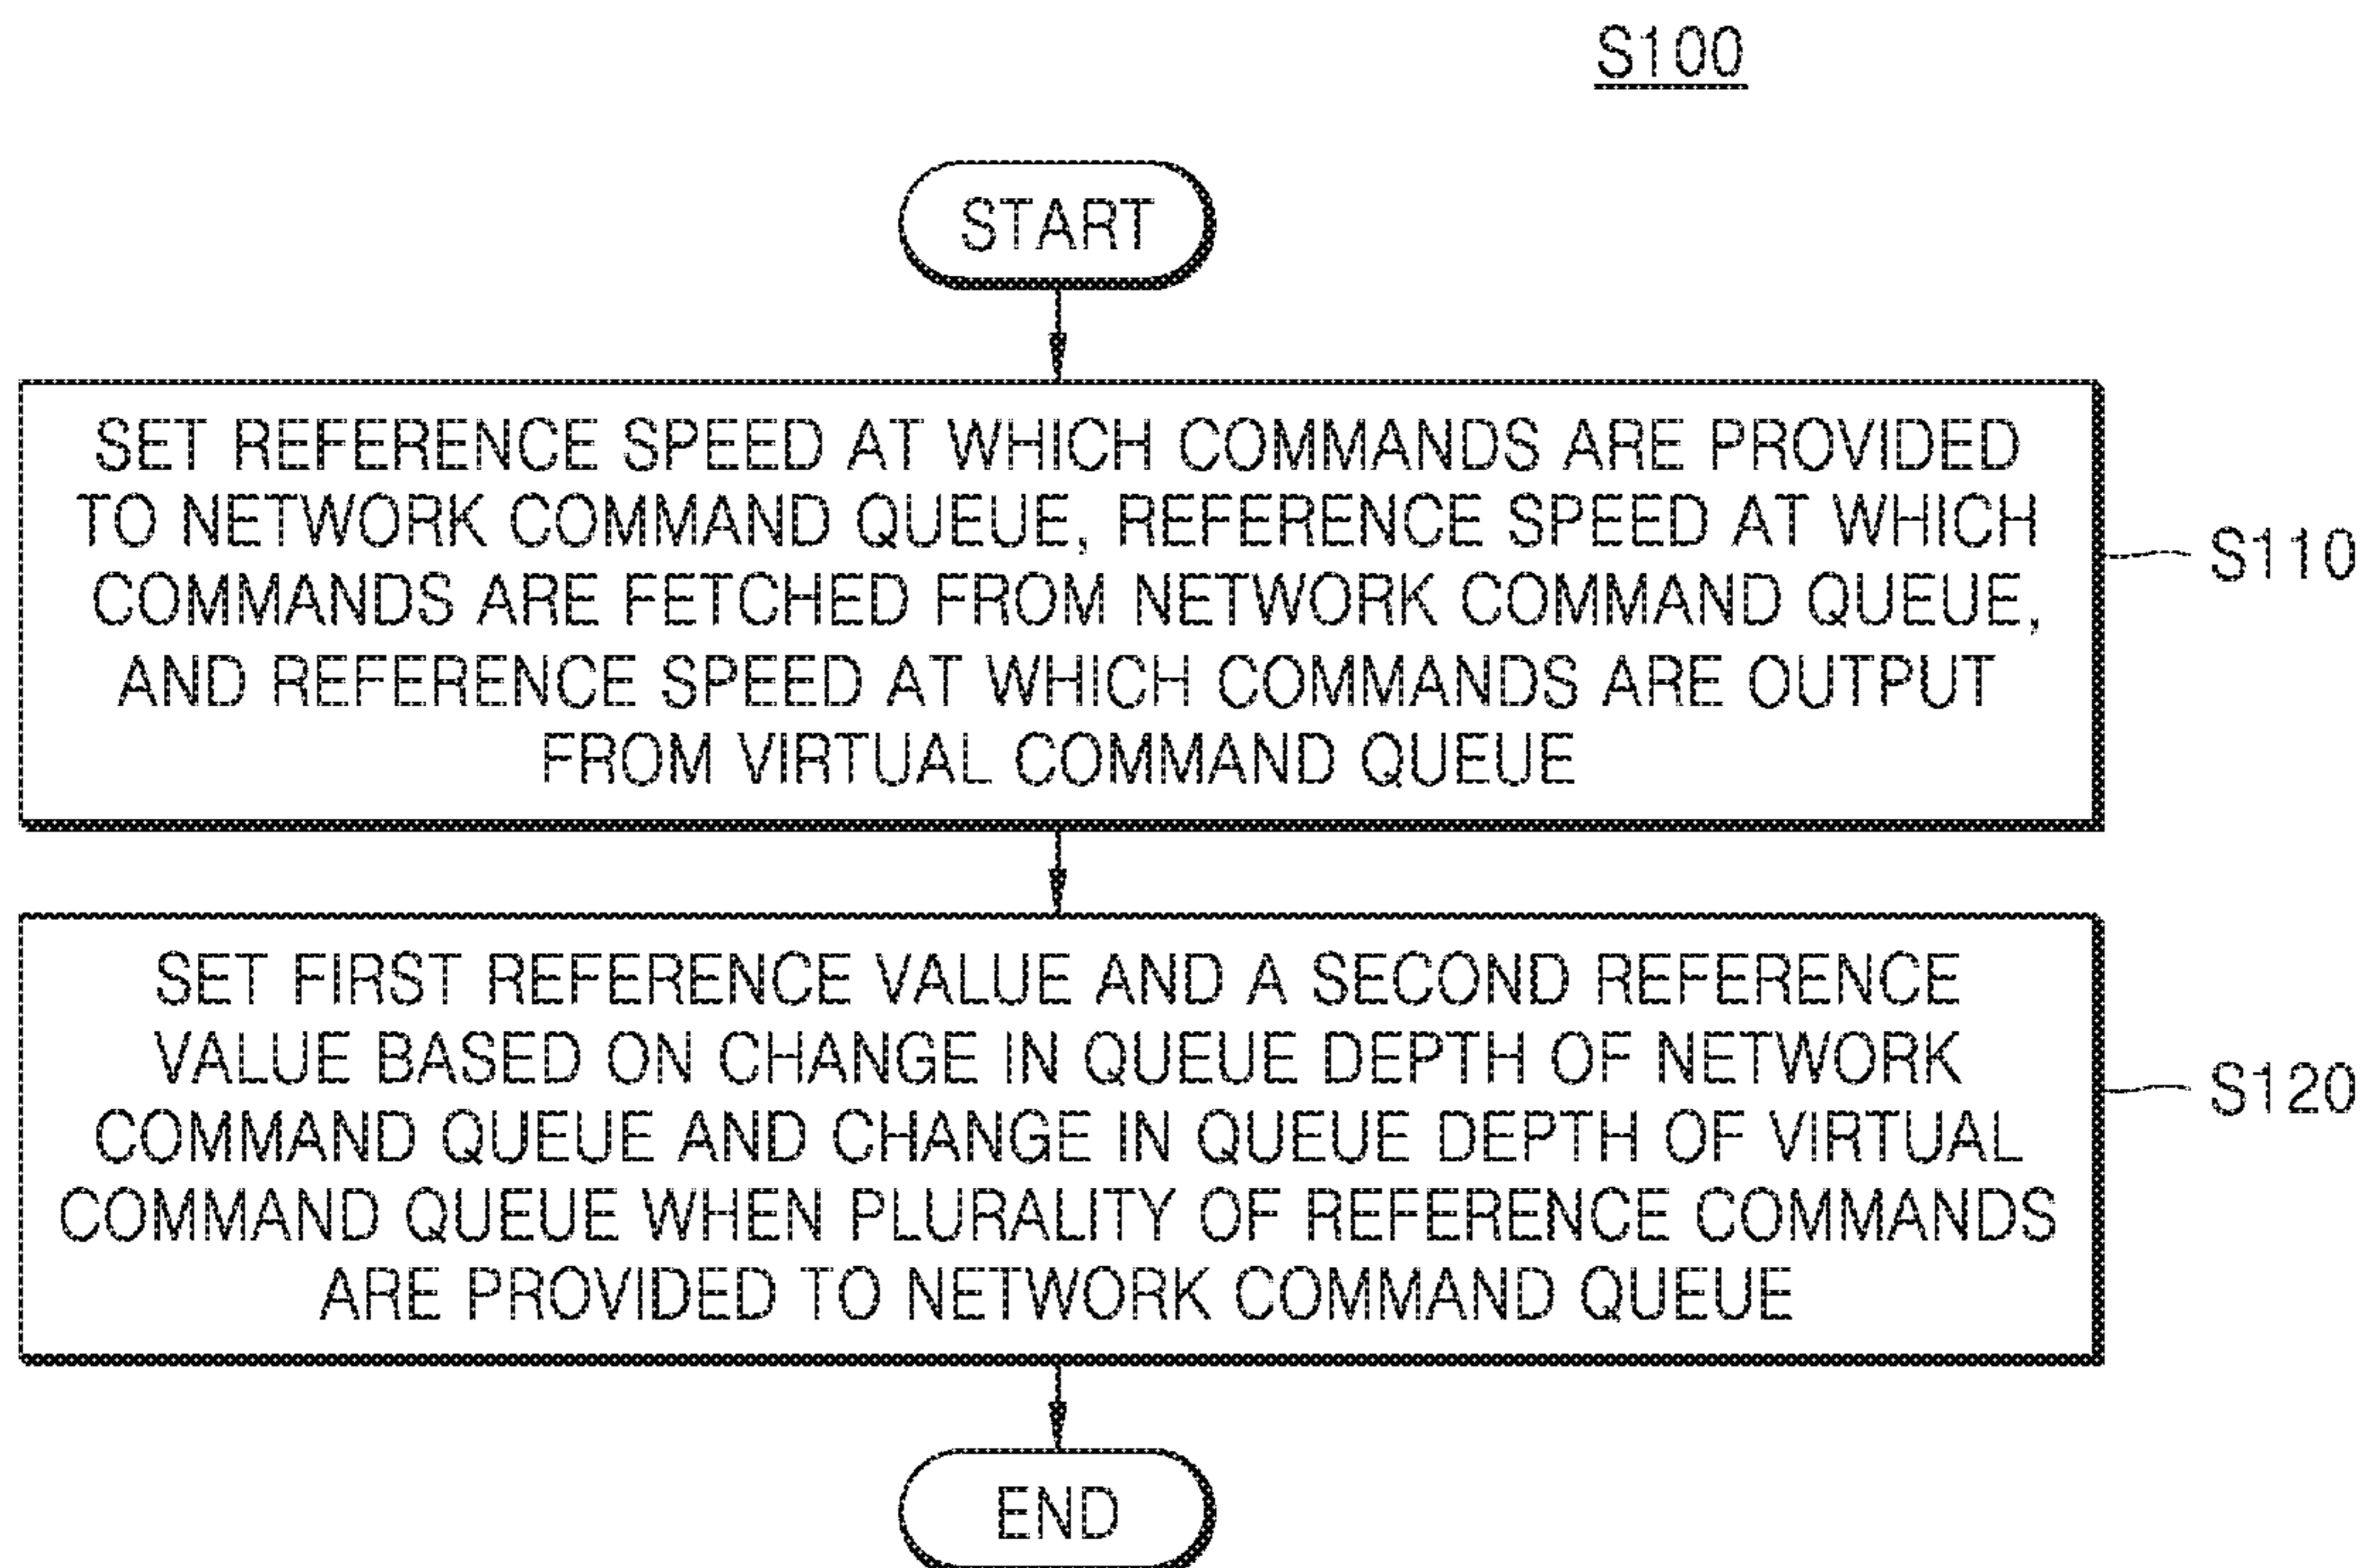 S100
START
SET REFERENCE SPEED AT WHICH COMMANDS ARE PROVIDED
TO NETWORK COMMAND QUEUE, REFERENCE SPEED AT WHICH
COMMANDS ARE FETCHED FROM NETWORK COMMAND QUEUE,
AND REFERENCE SPEED AT WHICH COMMANDS ARE OUTPUT
FROM VIRTUAL COMMAND QUEUE
S110
SET FIRST REFERENCE VALUE AND A SECOND REFERENCE
VALUE BASED ON CHANGE IN QUEUE DEPTH OF NETWORK
COMMAND QUEUE AND CHANGE IN QUEUE DEPTH OF VIRTUAL
COMMAND QUEUE WHEN PLURALITY OF REFERENCE COMMANDS
ARE PROVIDED TO NETWORK COMMAND QUEUE
S120
END